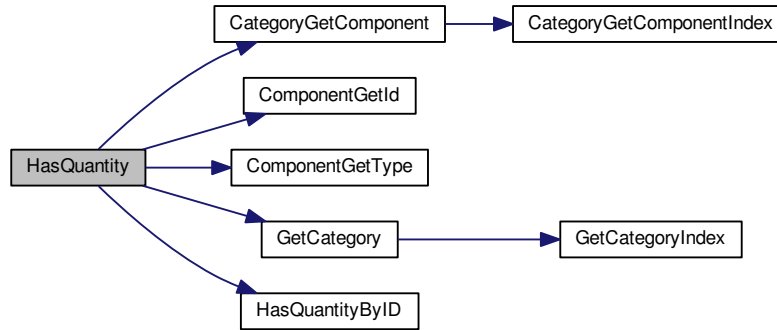 CategoryGetComponent
CategoryGetComponentIndex
ComponentGetId
HasQuantity
ComponentGetType
GetCategory
GetCategoryIndex
HasQuantityByID